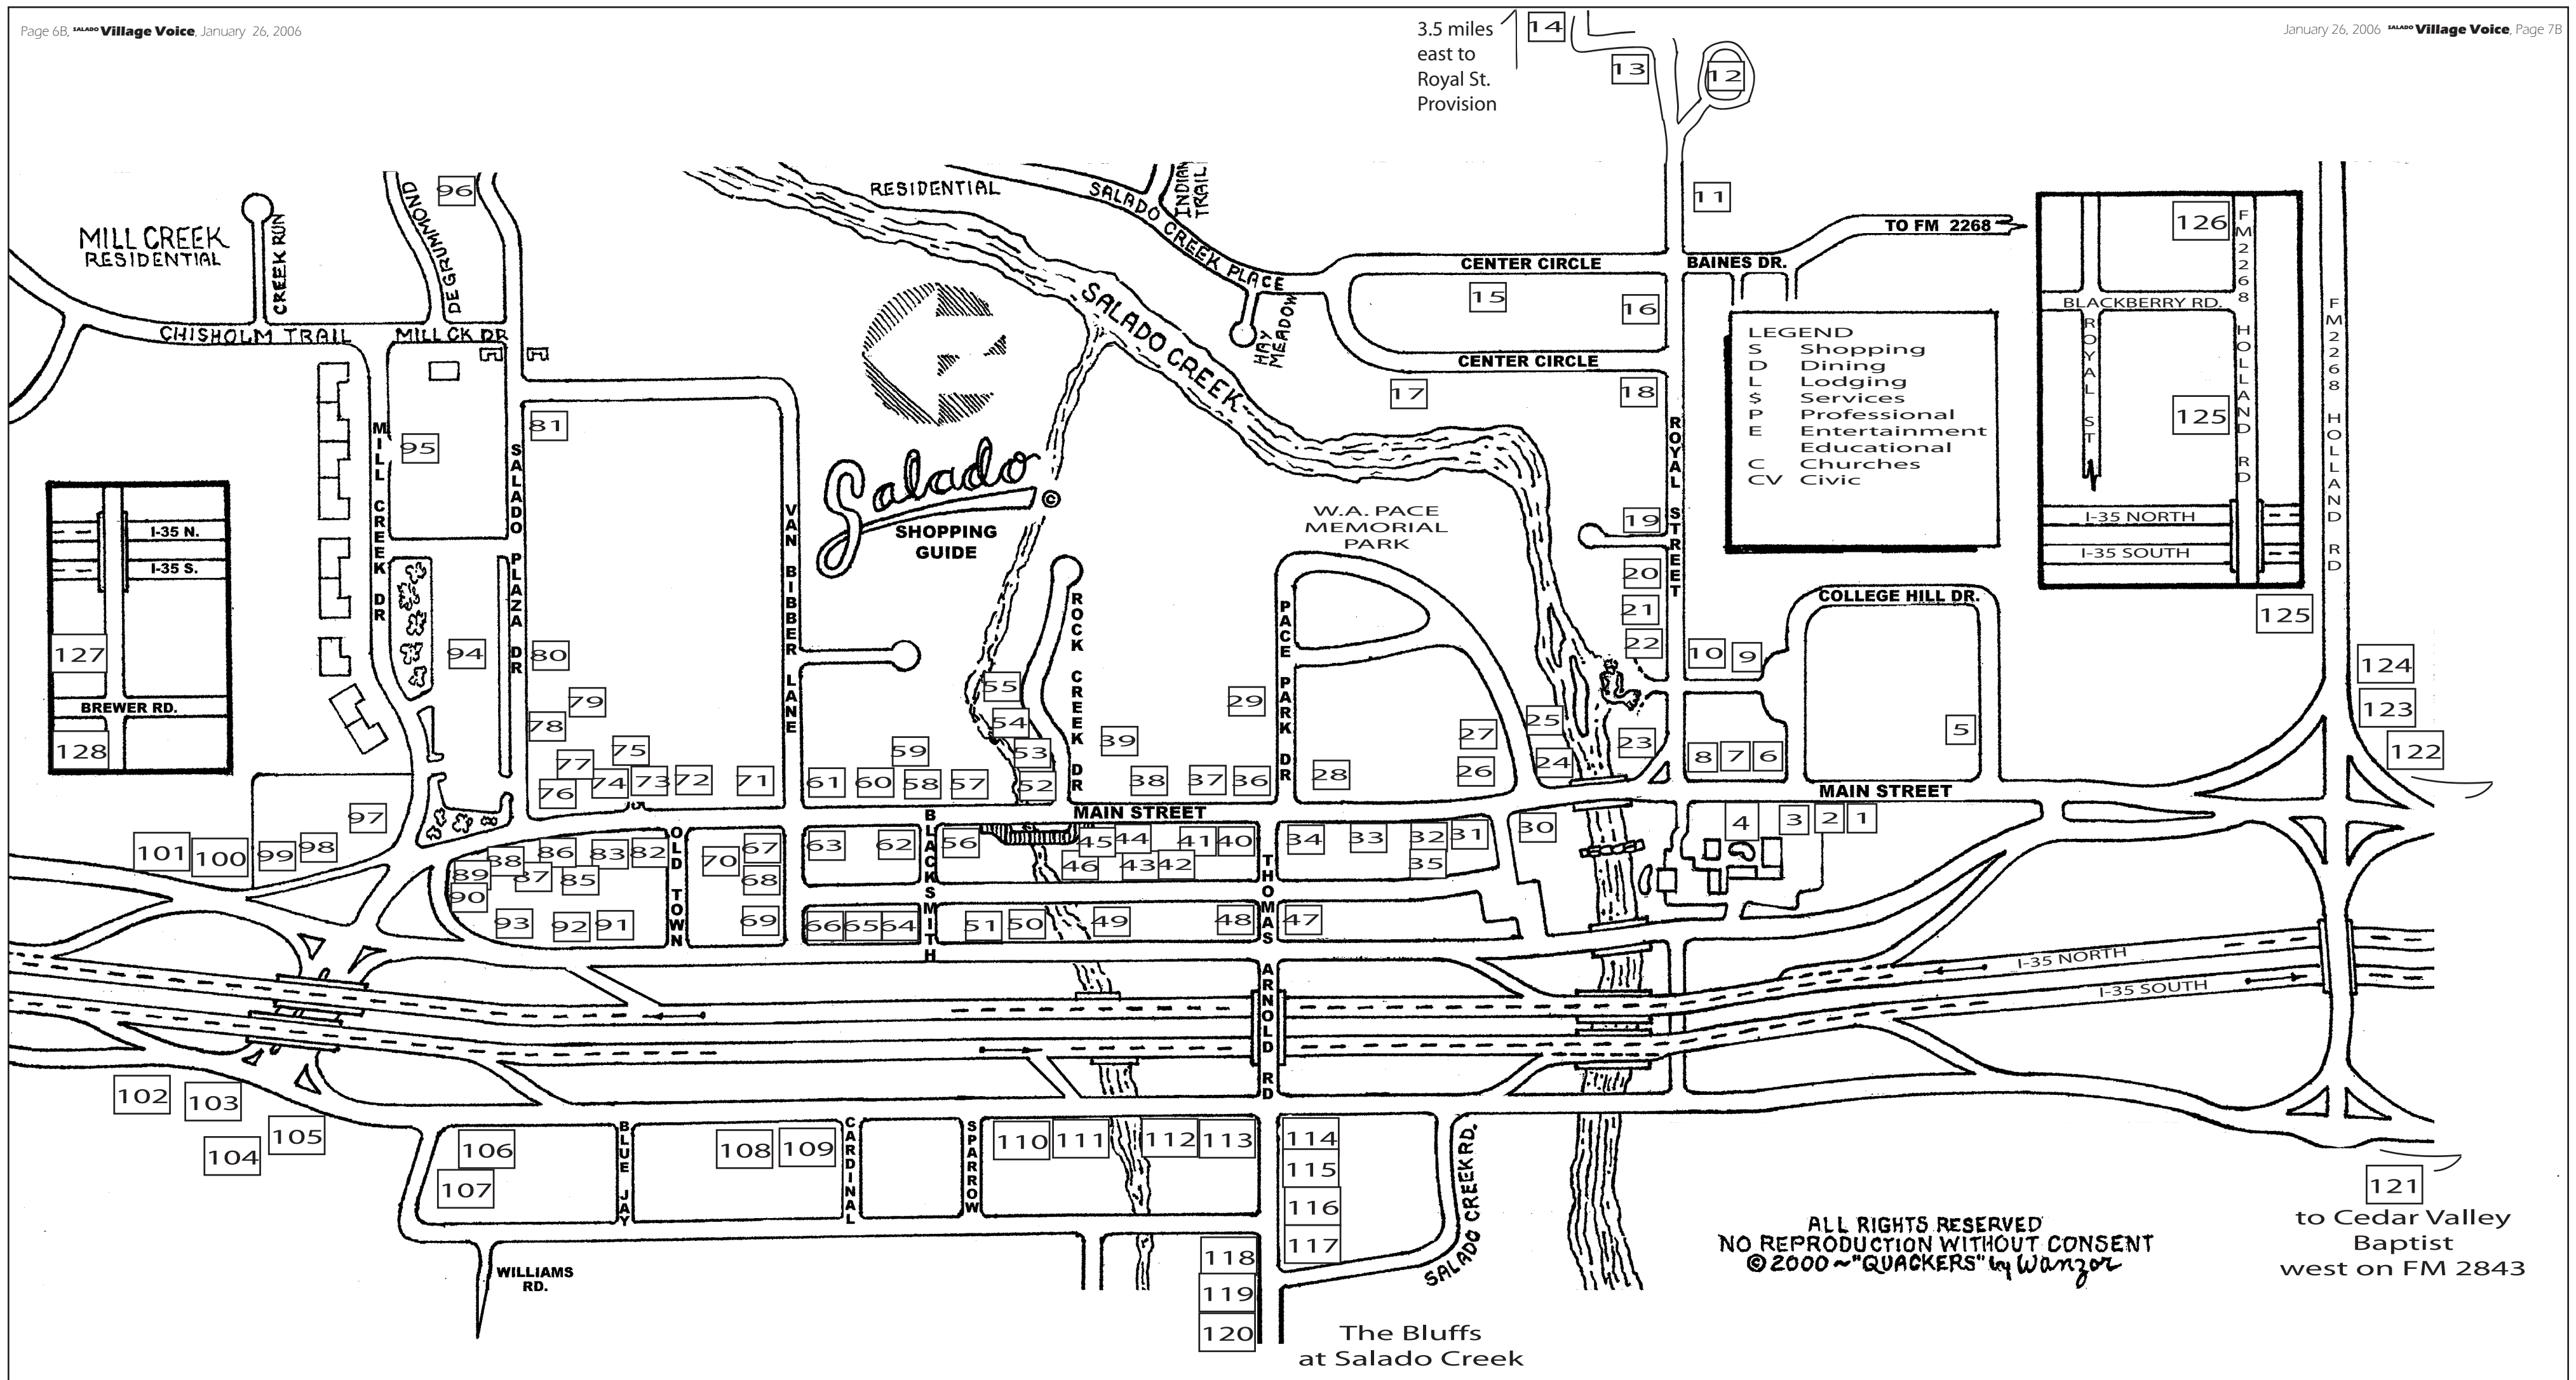 Page 6B, SALADO Village Voice, January 26, 2006
January 26, 2006 SALADO Village Voice, Page 7B
3.5 miles
east to
Royal St.
Provision
14
13
12
11
MILL CREEK
RESIDENTIAL
CREEK RUN
DEGRUMMOND
96
RESIDENTIAL
SALADO CREEK PLACE
INDIAN
TRAIL
HAY
MEADOW
CHISHOLM TRAIL
MILL CK DR
SALADO CREEK
CENTER CIRCLE
BAINES DR.
TO FM 2268
15
16
CENTER CIRCLE
17
18
LEGEND
S Shopping
D Dining
L Lodging
$ Services
P Professional
E Entertainment
Educational
C Churches
CV Civic
126
FM2268 HOLLAND RD
BLACKBERRY RD.
ROYAL ST
125
I-35 NORTH
I-35 SOUTH
FM2268 HOLLAND RD
125
124
123
122
Salado ©
SHOPPING
GUIDE
I-35 N.
I-35 S.
127
BREWER RD.
128
MILL CREEK DR
95
SALADO PLAZA DR
81
94
80
79
78
77
76
75
74
73
72
71
VAN BIBBER LANE
61
60
59
58
57
55
54
53
52
ROCK CREEK DR
39
38
37
36
29
W.A. PACE
MEMORIAL
PARK
PACE PARK DR
28
27
26
25
24
23
ROYAL STREET
19
20
21
22
10
9
8
7
6
COLLEGE HILL DR.
5
MAIN STREET
MAIN STREET
97
101
100
99
98
89
88
86
83
82
90
87
85
93
92
91
OLD TOWN
70
67
68
69
63
62
66
65
64
BLACKSMITH
56
45
44
41
40
46
43
42
51
50
49
48
THOMAS ARNOLD RD
34
33
32
31
35
47
30
4
3
2
1
I-35 NORTH
I-35 SOUTH
102
103
104
105
106
107
BLUE JAY
108
109
CARDINAL
SPARROW
110
111
112
113
114
115
116
117
118
119
120
SALADO CREEK RD.
WILLIAMS
RD.
The Bluffs
at Salado Creek
ALL RIGHTS RESERVED
NO REPRODUCTION WITHOUT CONSENT
© 2000 ~ "QUACKERS" by Wanzor
121
to Cedar Valley
Baptist
west on FM 2843